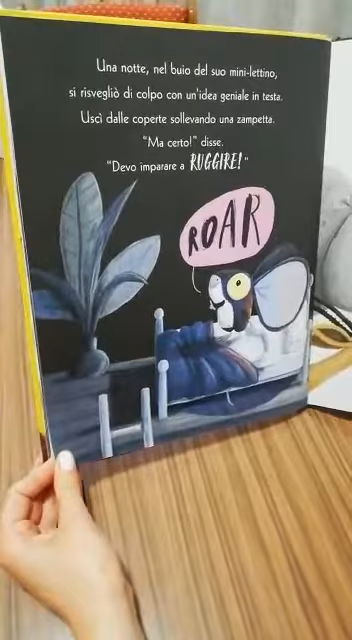 Una notte, nel buio del suo mini-lettino,
si risvegliò di colpo con un'idea geniale in testa.
Uscì dalle coperte sollevando una zampetta.
"Ma certo!" disse.
"Devo imparare a RUGGIRE!"
ROAR